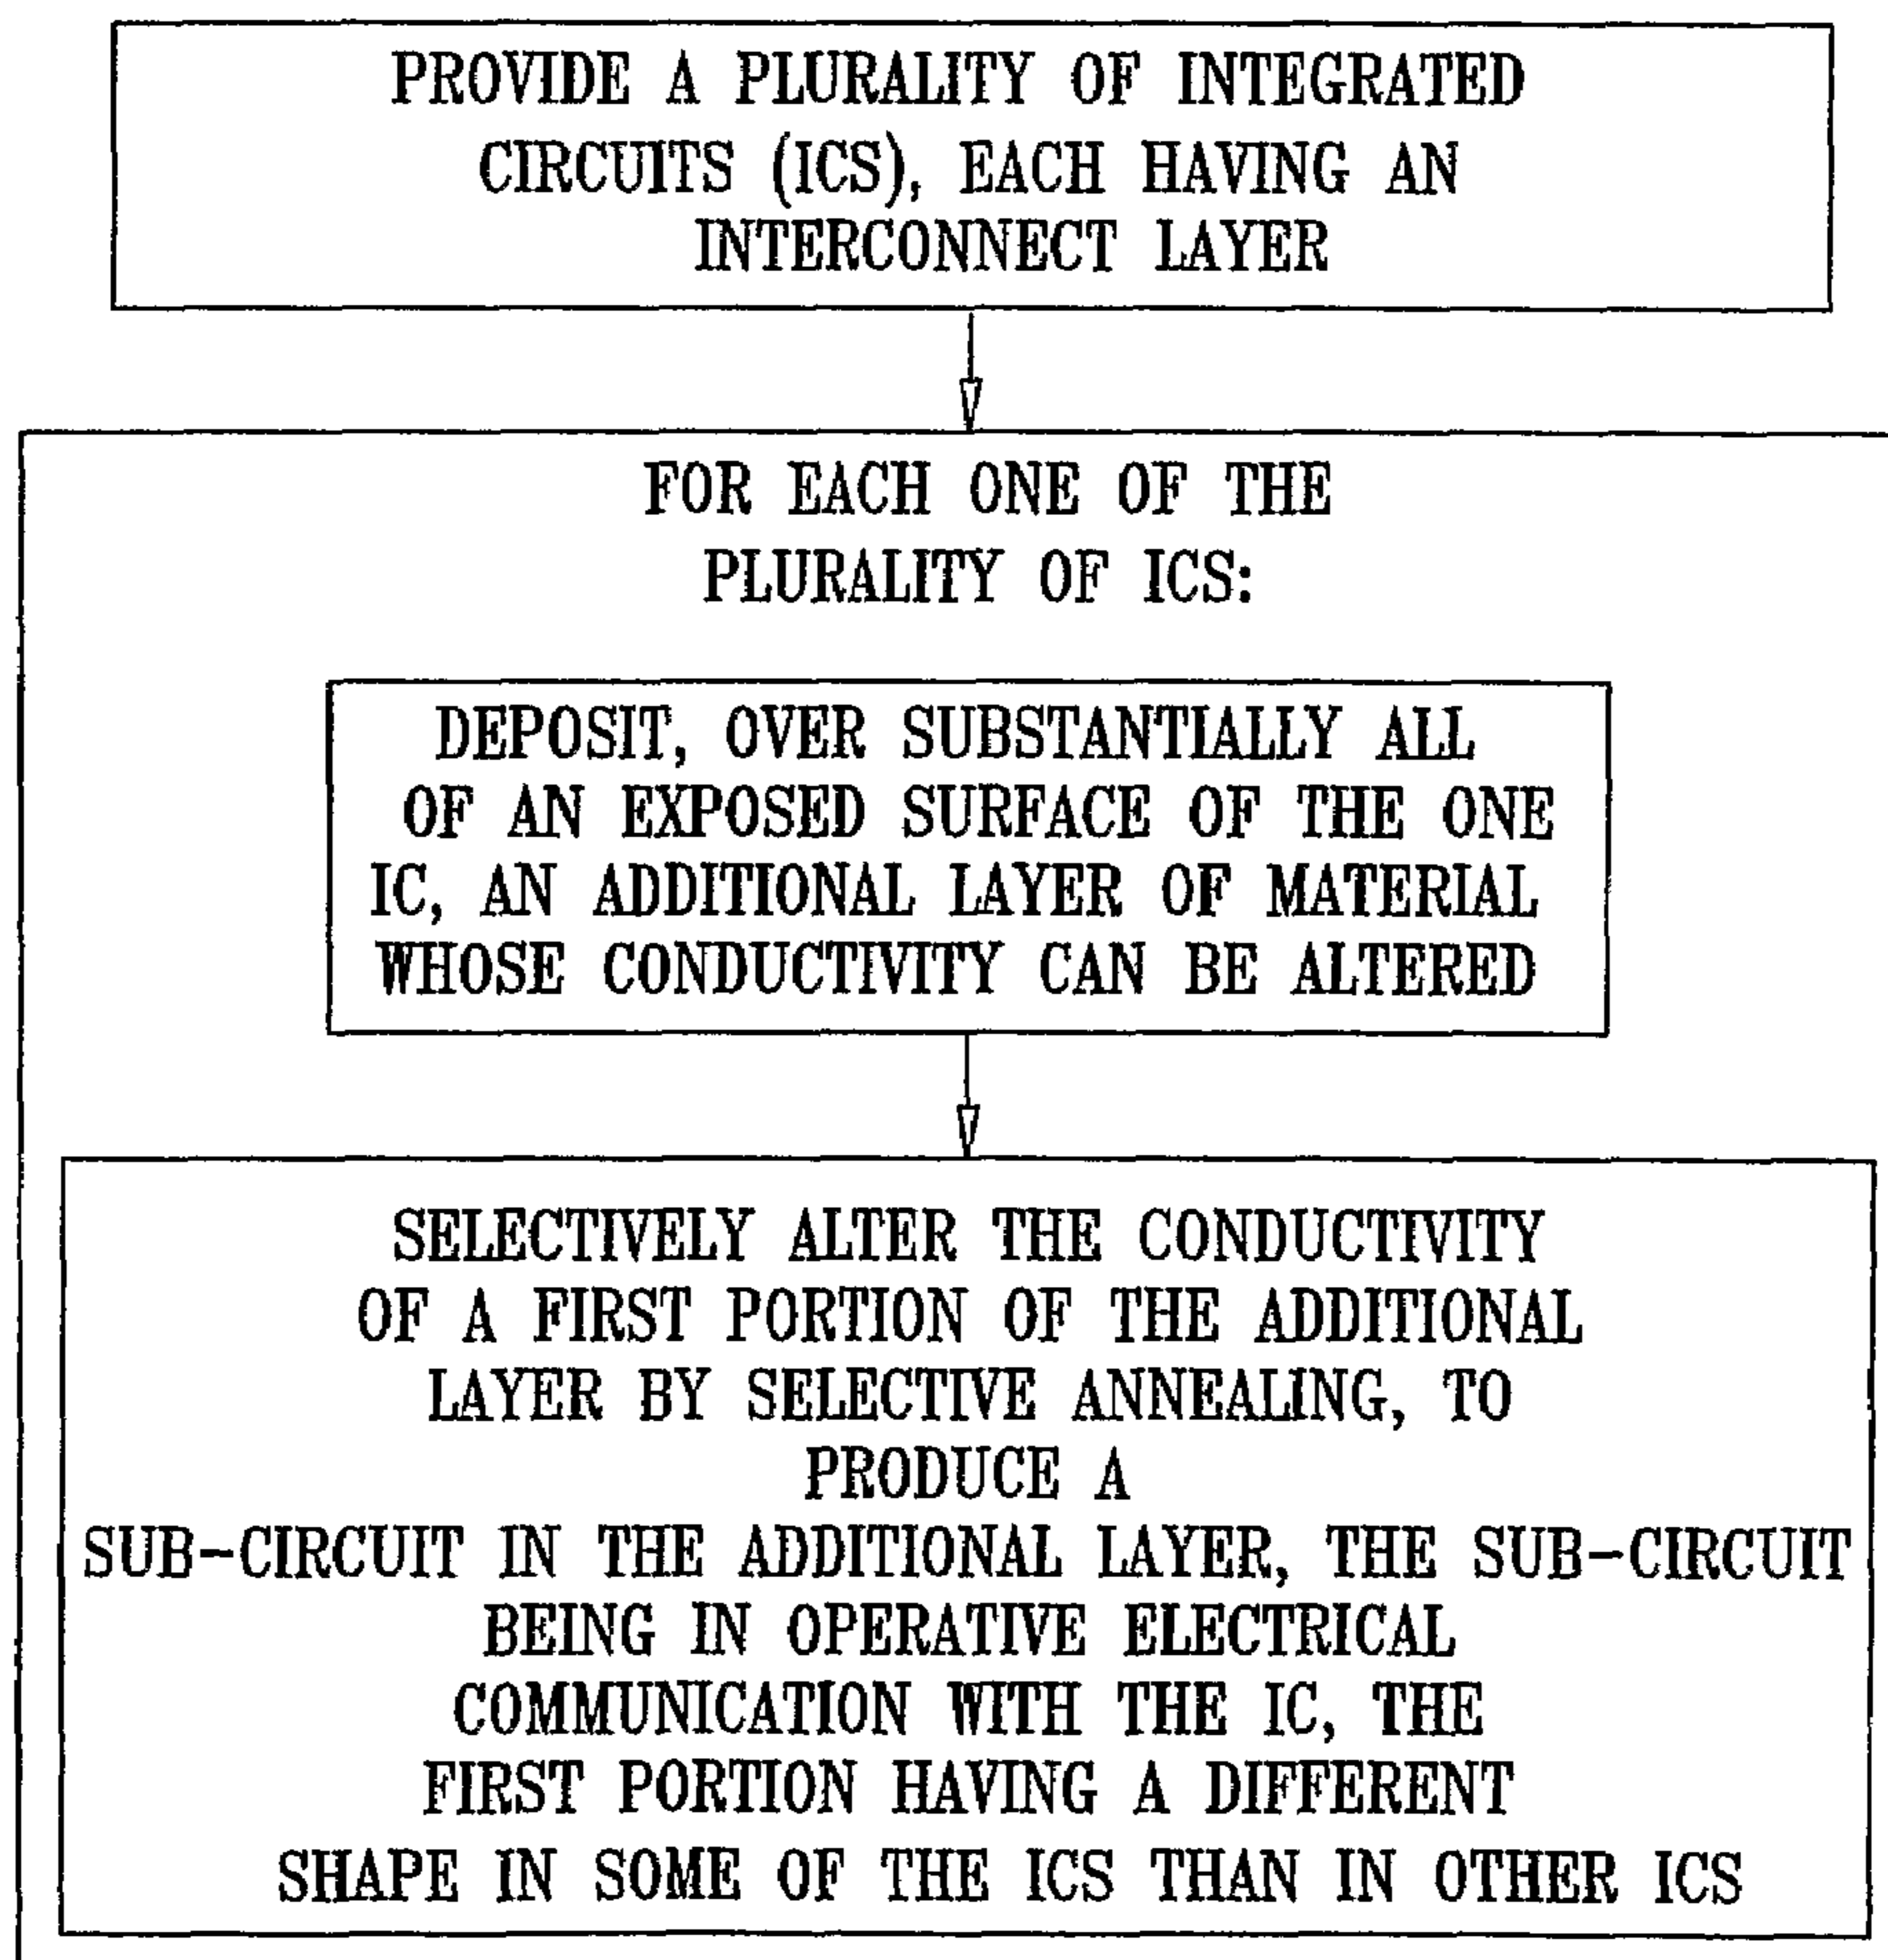 PROVIDE A PLURALITY OF INTEGRATED
CIRCUITS (ICS), EACH HAVING AN
INTERCONNECT LAYER
FOR EACH ONE OF THE
PLURALITY OF ICS:
DEPOSIT, OVER SUBSTANTIALLY ALL
OF AN EXPOSED SURFACE OF THE ONE
IC, AN ADDITIONAL LAYER OF MATERIAL
WHOSE CONDUCTIVITY CAN BE ALTERED
SELECTIVELY ALTER THE CONDUCTIVITY
OF A FIRST PORTION OF THE ADDITIONAL
LAYER BY SELECTIVE ANNEALING, TO
PRODUCE A
SUB-CIRCUIT IN THE ADDITIONAL LAYER, THE SUB-CIRCUIT
BEING IN OPERATIVE ELECTRICAL
COMMUNICATION WITH THE IC, THE
FIRST PORTION HAVING A DIFFERENT
SHAPE IN SOME OF THE ICS THAN IN OTHER ICS